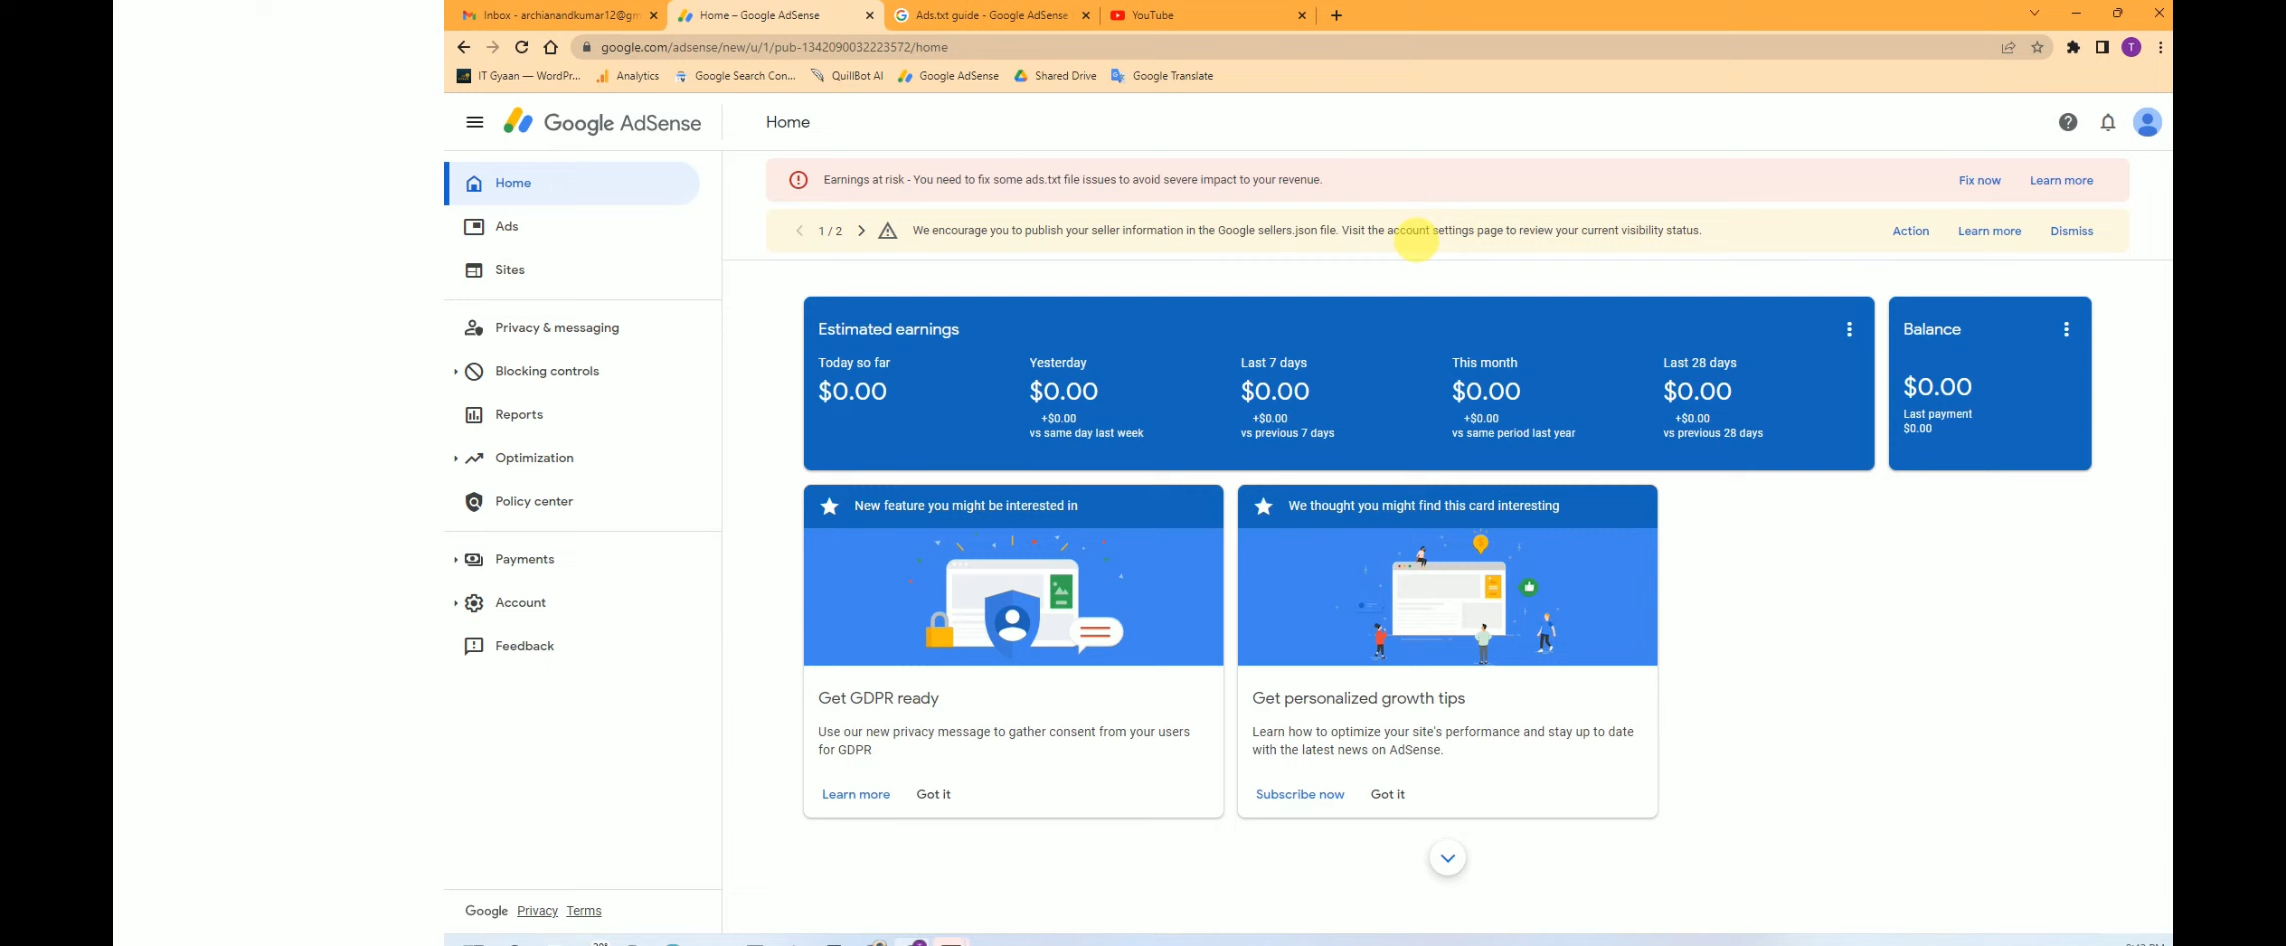 Inbox - archianandkumar12@gm
Home – Google AdSense
Ads.txt guide - Google AdSense
YouTube
google.com/adsense/new/u/1/pub-1342090032223572/home
T
IT Gyaan — WordPr...
Analytics
Google Search Con...
QuillBot AI
Google AdSense
Shared Drive
Google Translate
Google AdSense
Home
Home
Ads
Sites
Privacy & messaging
Blocking controls
Reports
Optimization
Policy center
Payments
Account
Feedback
Google Privacy Terms
Earnings at risk - You need to fix some ads.txt file issues to avoid severe impact to your revenue.
Fix now
Learn more
1 / 2
We encourage you to publish your seller information in the Google sellers.json file. Visit the account settings page to review your current visibility status.
Action
Learn more
Dismiss
Estimated earnings
Today so far
$0.00
Yesterday
$0.00
+$0.00
vs same day last week
Last 7 days
$0.00
+$0.00
vs previous 7 days
This month
$0.00
+$0.00
vs same period last year
Last 28 days
$0.00
+$0.00
vs previous 28 days
Balance
$0.00
Last payment
$0.00
New feature you might be interested in
Get GDPR ready
Use our new privacy message to gather consent from your users
for GDPR
Learn more
Got it
We thought you might find this card interesting
Get personalized growth tips
Learn how to optimize your site's performance and stay up to date
with the latest news on AdSense.
Subscribe now
Got it